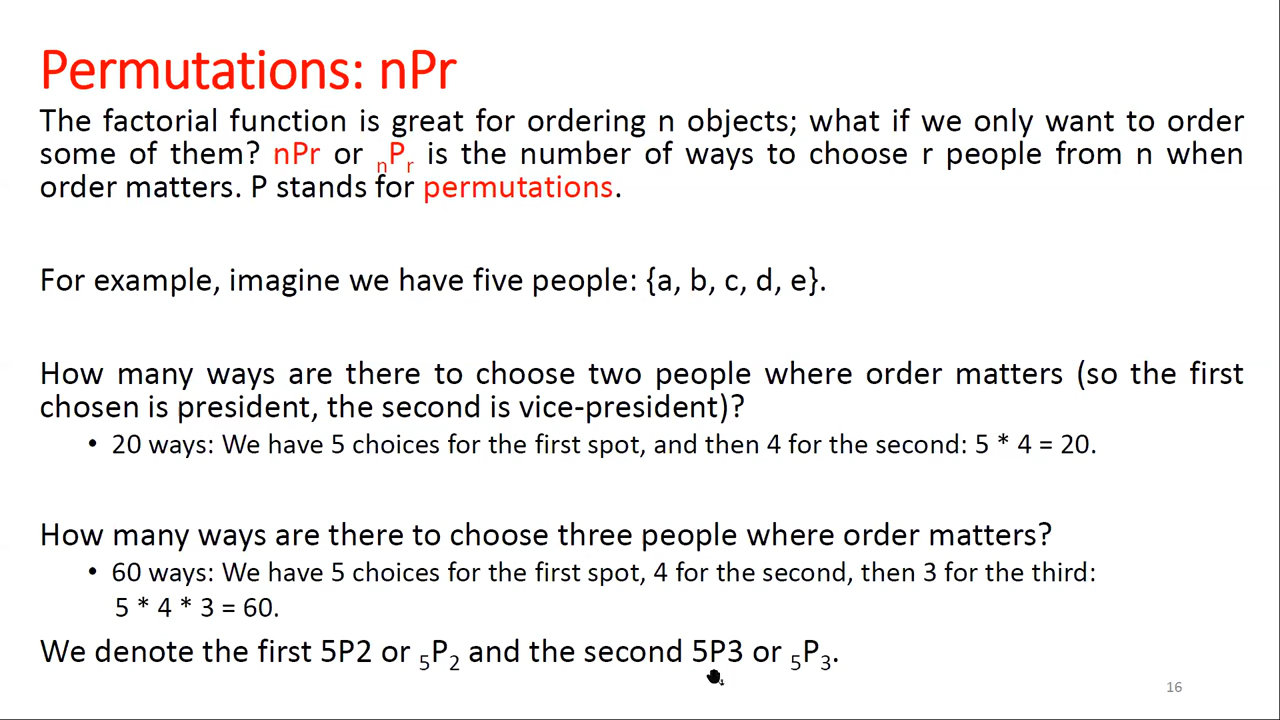 Permutations: nPr
The factorial function is great for ordering n objects; what if we only want to order
some of them? nPr or nPr is the number of ways to choose r people from n when
order matters. P stands for permutations.
For example, imagine we have five people: {a, b, c, d, e}.
How many ways are there to choose two people where order matters (so the first
chosen is president, the second is vice-president)?
• 20 ways: We have 5 choices for the first spot, and then 4 for the second: 5 * 4 = 20.
How many ways are there to choose three people where order matters?
• 60 ways: We have 5 choices for the first spot, 4 for the second, then 3 for the third:
5 * 4 * 3 = 60.
We denote the first 5P2 or ₅P₂ and the second 5P3 or ₅P₃.
16